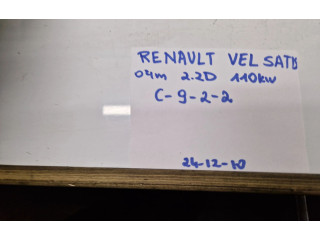 RENAULT VEL SATIS
04m 2.2D 110kw
C-9-2-2
24-12-10